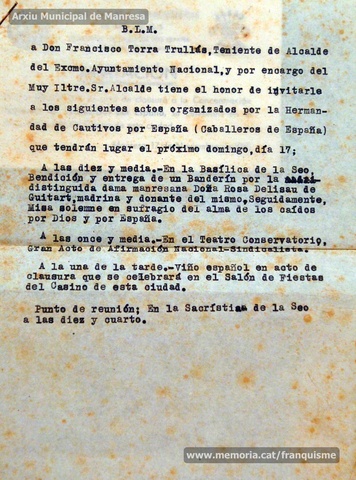 Arxiu Municipal de Manresa
B.L.M.
a Don Francisco Torra Trullás, Teniente de Alcalde
del Excmo. Ayuntamiento Nacional, y por encargo del
Muy Iltre. Sr. Alcalde tiene el honor de invitarle
a los siguientes actos organizados por la Herman-
dad de Cautivos por España (Caballeros de España)
que tendrán lugar el próximo domingo, día 17;
A las diez y media.-En la Basílica de la Seo
Bendición y entrega de un Banderín por la
distinguida dama manresana Doña Rosa Delisau de
Guitart, madrina y donante del mismo. Seguidamente,
Misa solemne en sufragio del alma de los caídos
por Dios y por España.
A las once y media.-En el Teatro Conservatorio,
Gran Acto de Afirmación Nacional-Sindicalista.
A la una de la tarde.-Vino español en acto de
clausura que se celebrará en el Salón de Fiestas
del Casino de esta ciudad.
Punto de reunión; En la Sacristía de la Seo
a las diez y cuarto.
www.memoria.cat/franquisme